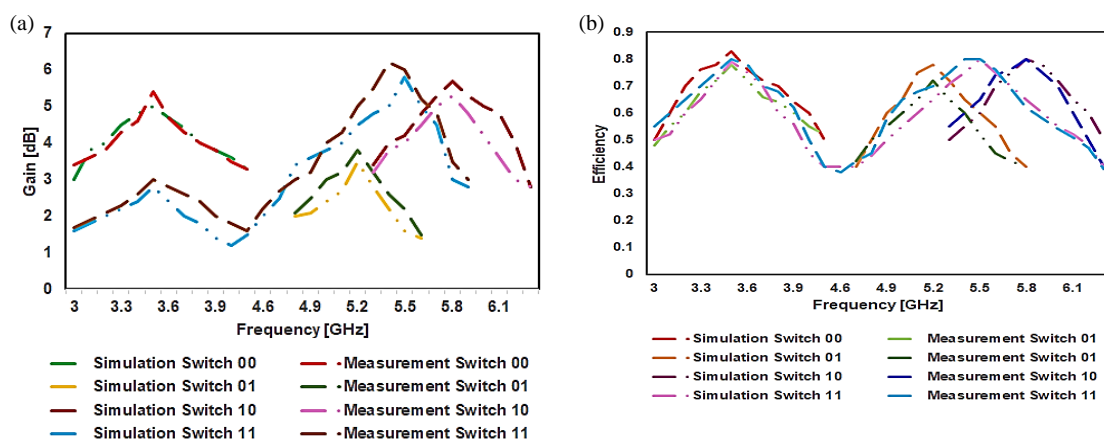 (a)
Gain [dB]
7
6
5
4
3
2
1
0
3 3.3 3.6 3.9 4.6 4.9 5.2 5.5 5.8 6.1
Frequency [GHz]
Simulation Switch 00 Measurement Switch 00
Simulation Switch 01 Measurement Switch 01
Simulation Switch 10 Measurement Switch 10
Simulation Switch 11 Measurement Switch 11
(b)
Efficiency
0.9
0.8
0.7
0.6
0.5
0.4
0.3
0.2
0.1
0
3 3.3 3.6 3.9 4.6 4.9 5.2 5.5 5.8 6.1
Frequency [GHz]
Simulation Switch 00 Measurement Switch 01
Simulation Switch 01 Measurement Switch 01
Simulation Switch 10 Measurement Switch 10
Simulation Switch 11 Measurement Switch 11